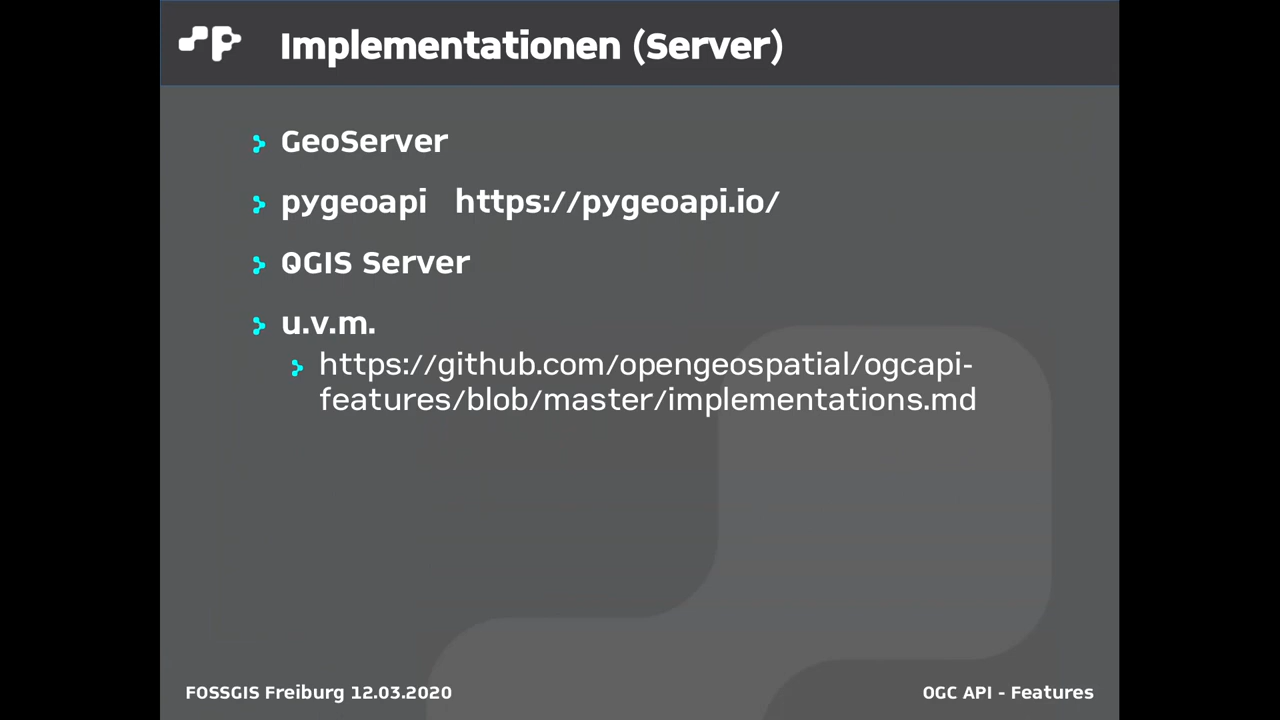 Implementationen (Server)
GeoServer
pygeoapi https://pygeoapi.io/
QGIS Server
u.v.m.
https://github.com/opengeospatial/ogcapi-
features/blob/master/implementations.md
FOSSGIS Freiburg 12.03.2020
OGC API - Features